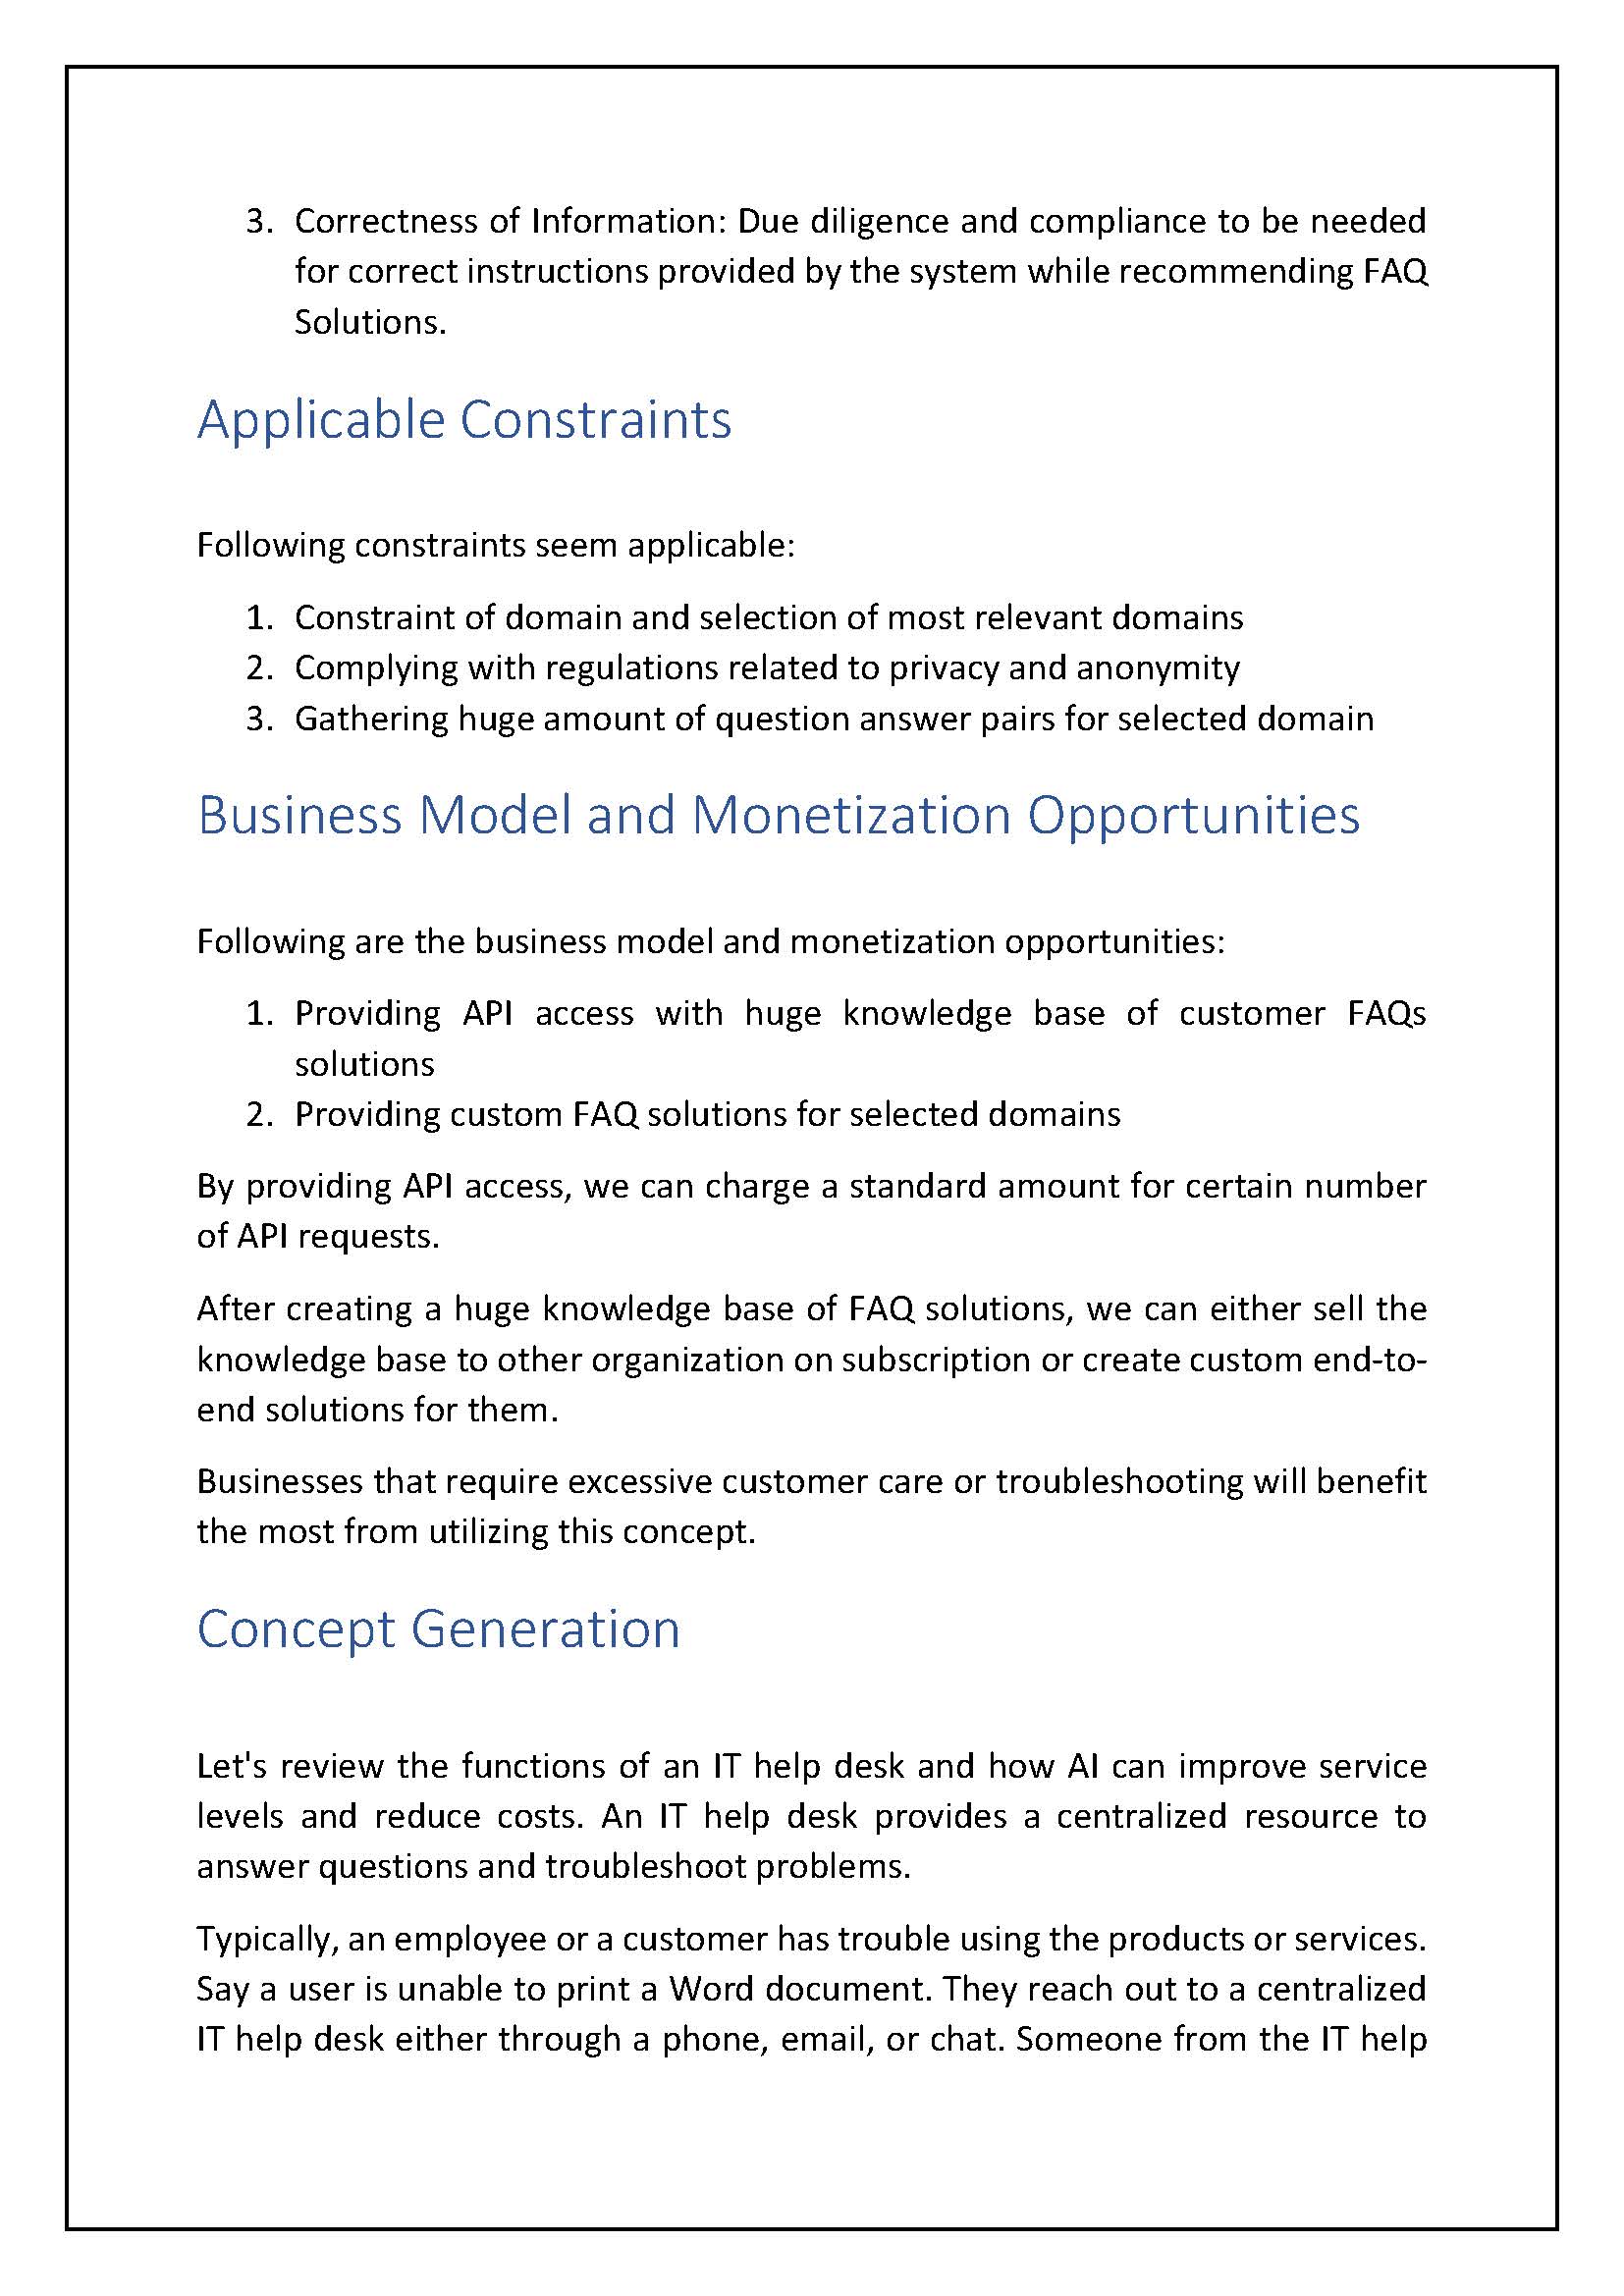 3. Correctness of Information: Due diligence and compliance to be needed
for correct instructions provided by the system while recommending FAQ
Solutions.
Applicable Constraints
Following constraints seem applicable:
1. Constraint of domain and selection of most relevant domains
2. Complying with regulations related to privacy and anonymity
3. Gathering huge amount of question answer pairs for selected domain
Business Model and Monetization Opportunities
Following are the business model and monetization opportunities:
1. Providing API access with huge knowledge base of customer FAQs
solutions
2. Providing custom FAQ solutions for selected domains
By providing API access, we can charge a standard amount for certain number
of API requests.
After creating a huge knowledge base of FAQ solutions, we can either sell the
knowledge base to other organization on subscription or create custom end-to-
end solutions for them.
Businesses that require excessive customer care or troubleshooting will benefit
the most from utilizing this concept.
Concept Generation
Let's review the functions of an IT help desk and how AI can improve service
levels and reduce costs. An IT help desk provides a centralized resource to
answer questions and troubleshoot problems.
Typically, an employee or a customer has trouble using the products or services.
Say a user is unable to print a Word document. They reach out to a centralized
IT help desk either through a phone, email, or chat. Someone from the IT help